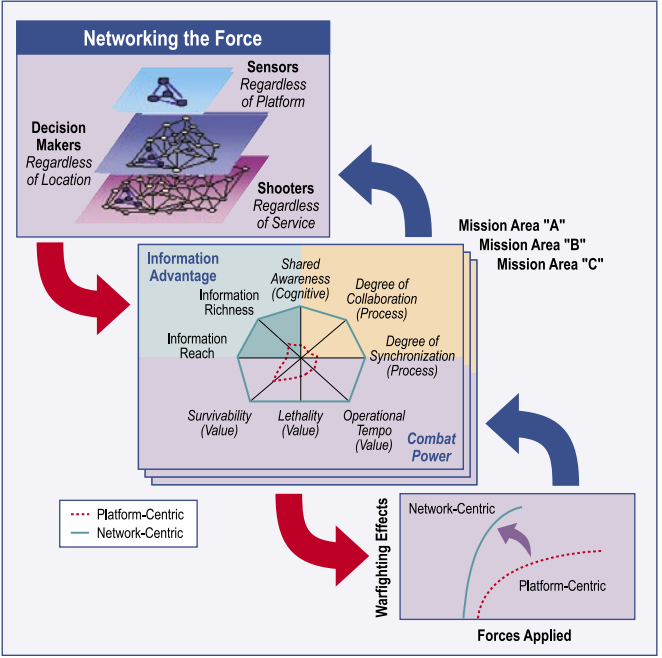 Networking the Force
Sensors
Regardless
of Platform
Decision
Makers
Regardless
of Location
Shooters
Regardless
of Service
Mission Area "A"
Mission Area "B"
Mission Area "C"
Information
Advantage
Shared
Awareness
(Cognitive)
Information
Richness
Degree of
Collaboration
(Process)
Information
Reach
Degree of
Synchronization
(Process)
Survivability
(Value)
Lethality
(Value)
Operational
Tempo
(Value)
Combat
Power
Platform-Centric
Network-Centric
Warfighting Effects
Network-Centric
Platform-Centric
Forces Applied